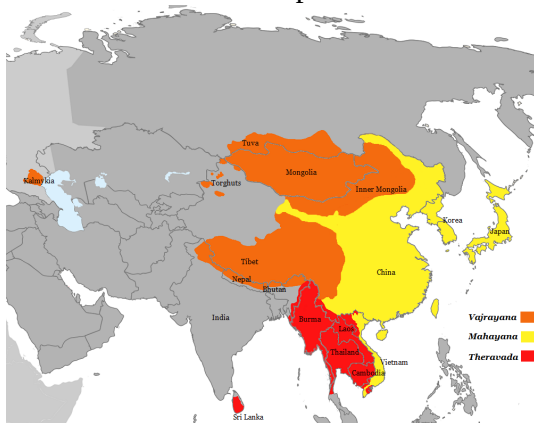 Tuva
Mongolia
Kalmykia
Torghuts
Inner Mongolia
Korea
Japan
Tibet
China
Nepal
Bhutan
India
Burma
Vajrayana
Laos
Mahayana
Thailand
Theravada
Vietnam
Cambodia
Sri Lanka